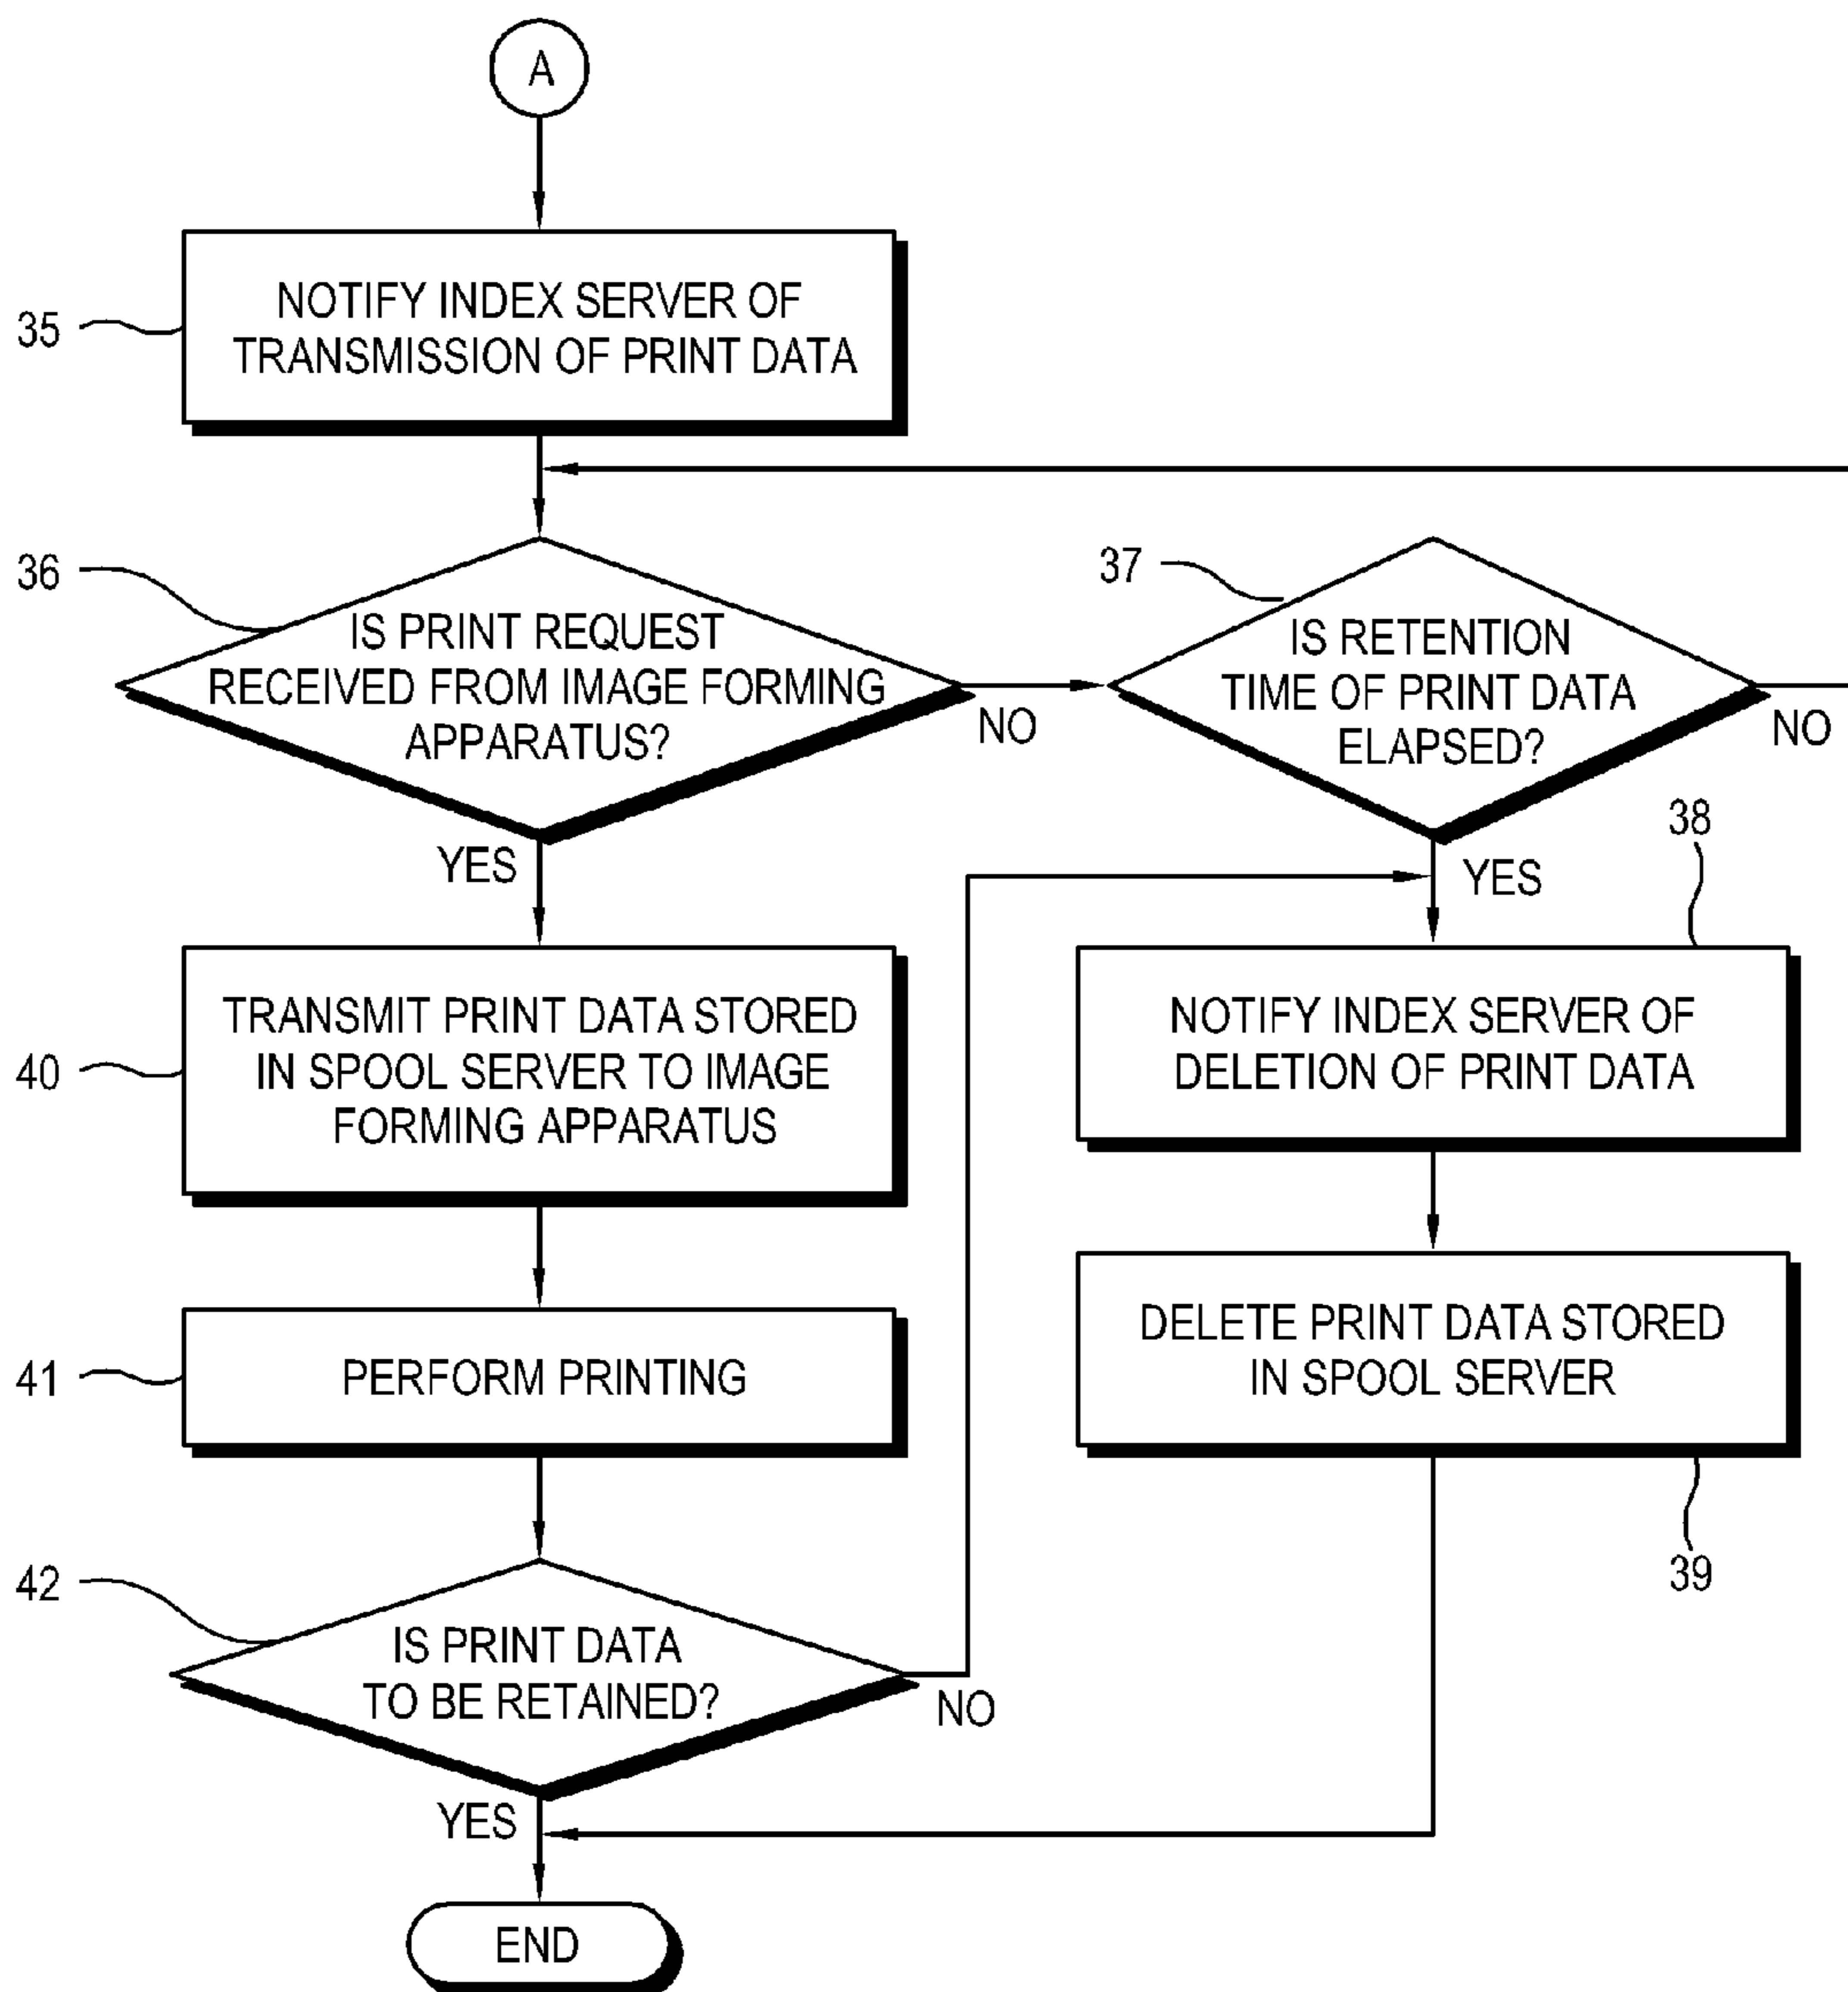 A
35
NOTIFY INDEX SERVER OF
TRANSMISSION OF PRINT DATA
36
IS PRINT REQUEST
RECEIVED FROM IMAGE FORMING
APPARATUS?
NO
YES
37
IS RETENTION
TIME OF PRINT DATA
ELAPSED?
NO
YES
38
NOTIFY INDEX SERVER OF
DELETION OF PRINT DATA
DELETE PRINT DATA STORED
IN SPOOL SERVER
39
40
TRANSMIT PRINT DATA STORED
IN SPOOL SERVER TO IMAGE
FORMING APPARATUS
41
PERFORM PRINTING
42
IS PRINT DATA
TO BE RETAINED?
NO
YES
END